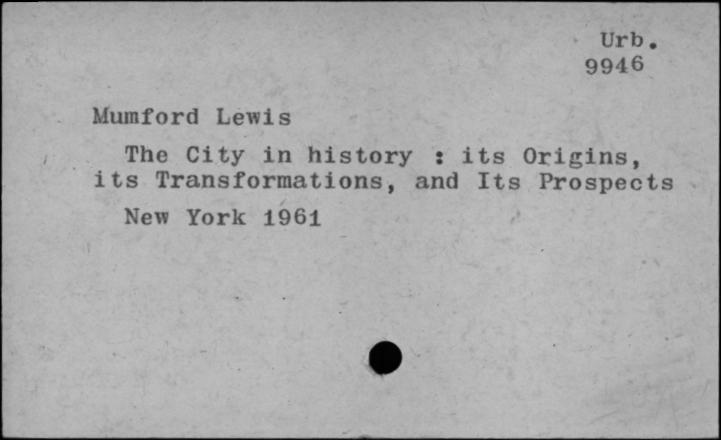 Urb.
9946
Mumford Lewis
The City in history : its Origins,
its Transformations, and Its Prospects
New York 1961